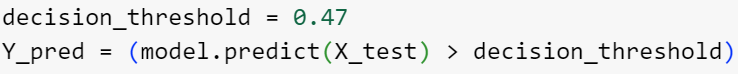 decision_threshold = 0.47
Y_pred = (model.predict(X_test) > decision_threshold)